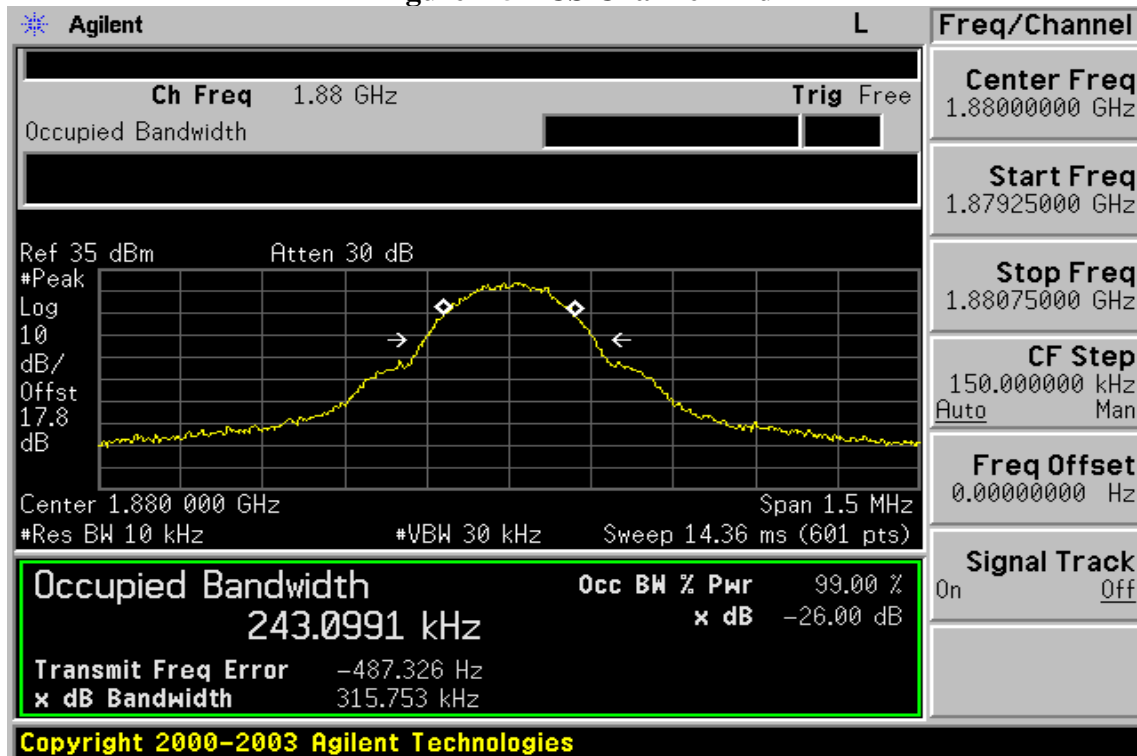 Agilent L
Ch Freq 1.88 GHz Trig Free
Occupied Bandwidth
Ref 35 dBm Atten 30 dB
#Peak
Log
10
dB/
Offst
17.8
dB
Center 1.880 000 GHz Span 1.5 MHz
#Res BW 10 kHz #VBW 30 kHz Sweep 14.36 ms (601 pts)
Occupied Bandwidth Occ BW % Pwr 99.00 %
243.0991 kHz x dB -26.00 dB
Transmit Freq Error -487.326 Hz
x dB Bandwidth 315.753 kHz
Copyright 2000-2003 Agilent Technologies
Freq/Channel
Center Freq
1.88000000 GHz
Start Freq
1.87925000 GHz
Stop Freq
1.88075000 GHz
CF Step
150.000000 kHz
Auto Man
Freq Offset
0.00000000 Hz
Signal Track
On Off